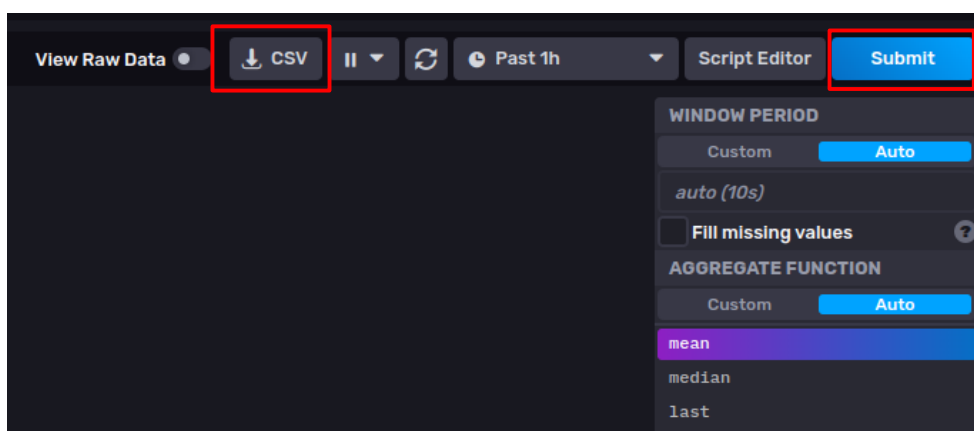 View Raw Data CSV Past 1h Script Editor Submit
WINDOW PERIOD
Custom Auto
auto (10s)
Fill missing values ?
AGGREGATE FUNCTION
Custom Auto
mean
median
last